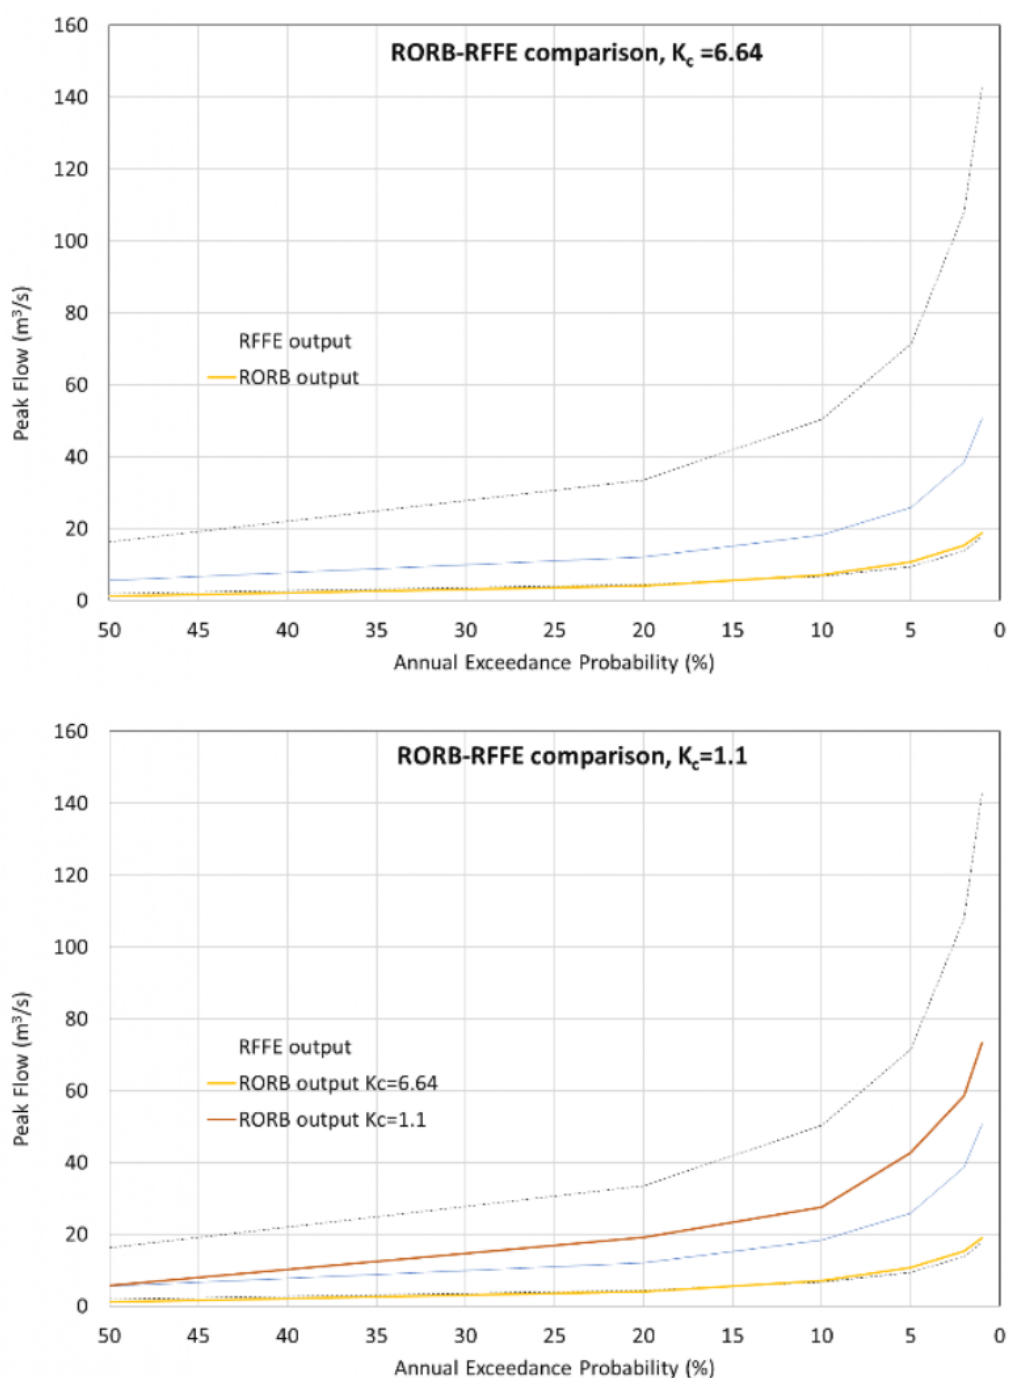 160
RORB-RFFE comparison, Kc =6.64
140
120
100
80
60
40
20
0
Peak Flow (m³/s)
RFFE output
RORB output
50 45 40 35 30 25 20 15 10 5 0
Annual Exceedance Probability (%)
160
RORB-RFFE comparison, Kc=1.1
140
120
100
80
60
40
20
0
Peak Flow (m³/s)
RFFE output
RORB output Kc=6.64
RORB output Kc=1.1
50 45 40 35 30 25 20 15 10 5 0
Annual Exceedance Probability (%)